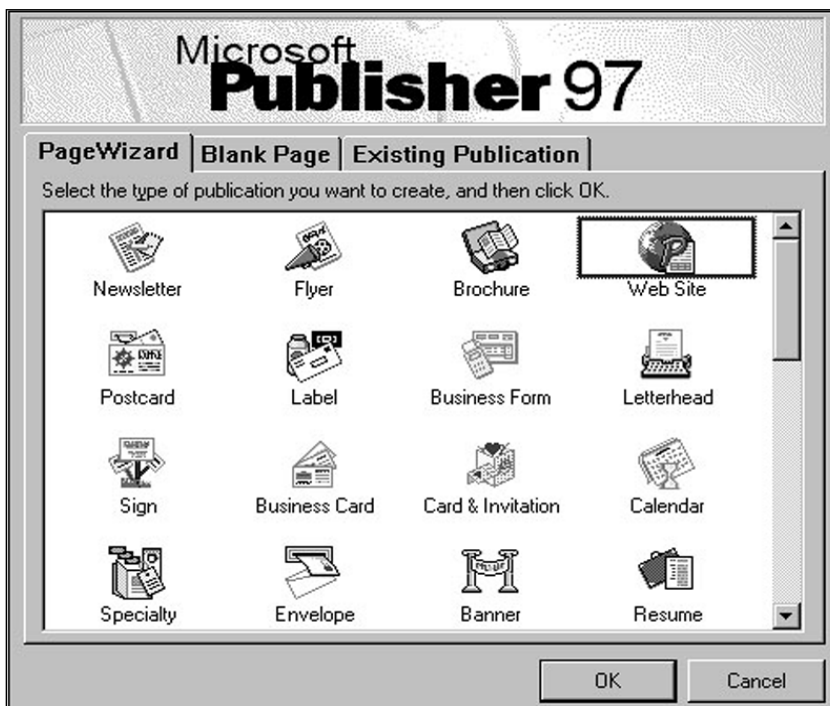 Microsoft
Publisher 97
PageWizard Blank Page Existing Publication
Select the type of publication you want to create, and then click OK.
Newsletter Flyer Brochure Web Site
Postcard Label Business Form Letterhead
Sign Business Card Card & Invitation Calendar
Specialty Envelope Banner Resume
OK Cancel